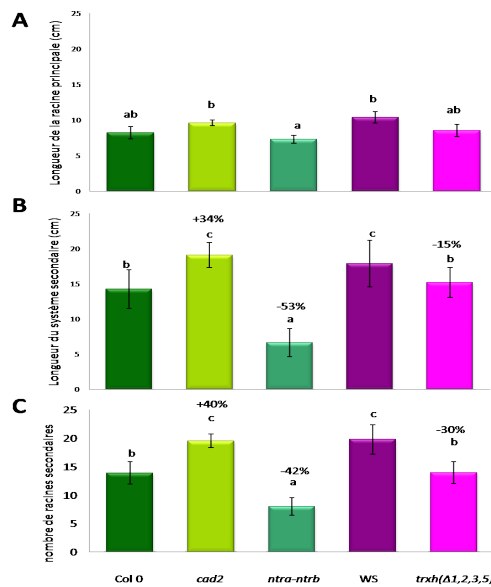 A
Longueur de la racine principale (cm)
25
20
15
10
5
0
ab
b
a
b
ab
B
Longueur du système secondaire (cm)
25
20
15
10
5
0
b
+34%
c
-53%
a
c
-15%
b
C
nombre de racines secondaires
25
20
15
10
5
0
b
+40%
c
-42%
a
c
-30%
b
Col 0 cad2 ntra-ntrb WS trxh(Δ1,2,3,5)